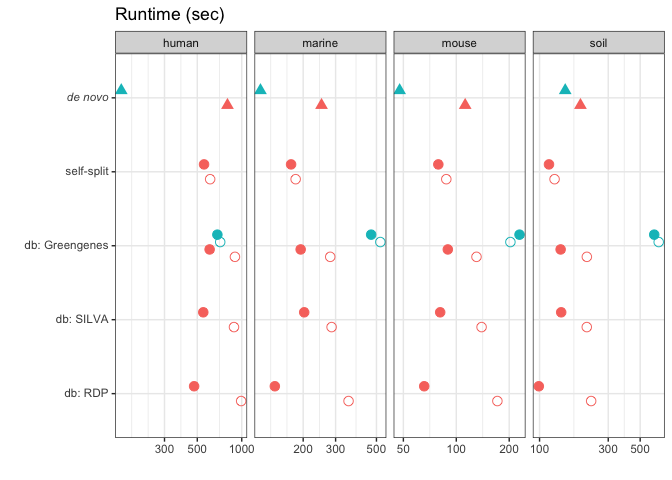 Runtime (sec)
human marine mouse soil
de novo
self-split
db: Greengenes
db: SILVA
db: RDP
300 500 1000 200 300 500 50 100 200 100 300 500